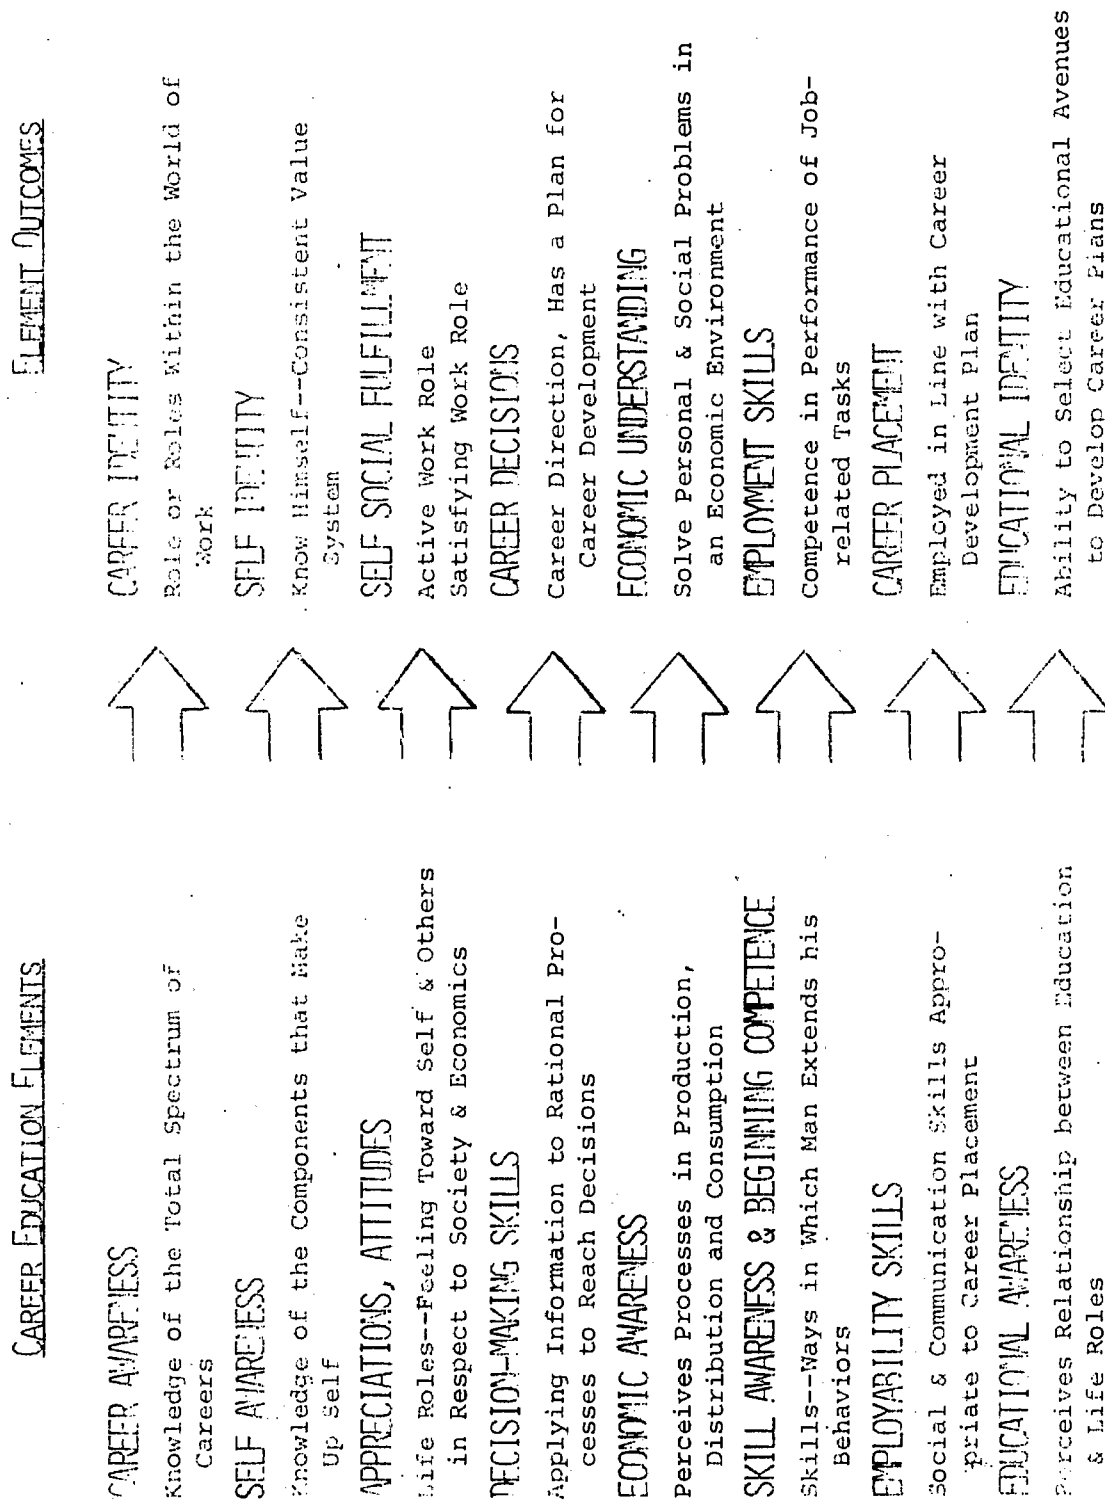 CAREER EDUCATION ELEMENTS
CAREER AWARENESS
Knowledge of the Total Spectrum of
Careers
SELF AWARENESS
Knowledge of the Components that Make
Up Self
APPRECIATIONS, ATTITUDES
Life Roles--Feeling Toward Self & Others
in Respect to Society & Economics
DECISION-MAKING SKILLS
Applying Information to Rational Pro-
cesses to Reach Decisions
ECONOMIC AWARENESS
Perceives Processes in Production,
Distribution and Consumption
SKILL AWARENESS & BEGINNING COMPETENCE
Skills--Ways in Which Man Extends his
Behaviors
EMPLOYABILITY SKILLS
Social & Communication Skills Appro-
priate to Career Placement
EDUCATIONAL AWARENESS
Perceives Relationship between Education
& Life Roles
ELEMENT OUTCOMES
CAREER IDENTITY
Role or Roles Within the World of
Work
SELF IDENTITY
Know Himself--Consistent Value
System
SELF SOCIAL FULFILLMENT
Active Work Role
Satisfying Work Role
CAREER DECISIONS
Career Direction, Has a Plan for
Career Development
ECONOMIC UNDERSTANDING
Solve Personal & Social Problems in
an Economic Environment
EMPLOYMENT SKILLS
Competence in Performance of Job-
related Tasks
CAREER PLACEMENT
Employed in Line with Career
Development Plan
EDUCATIONAL IDENTITY
Ability to Select Educational Avenues
to Develop Career Plans